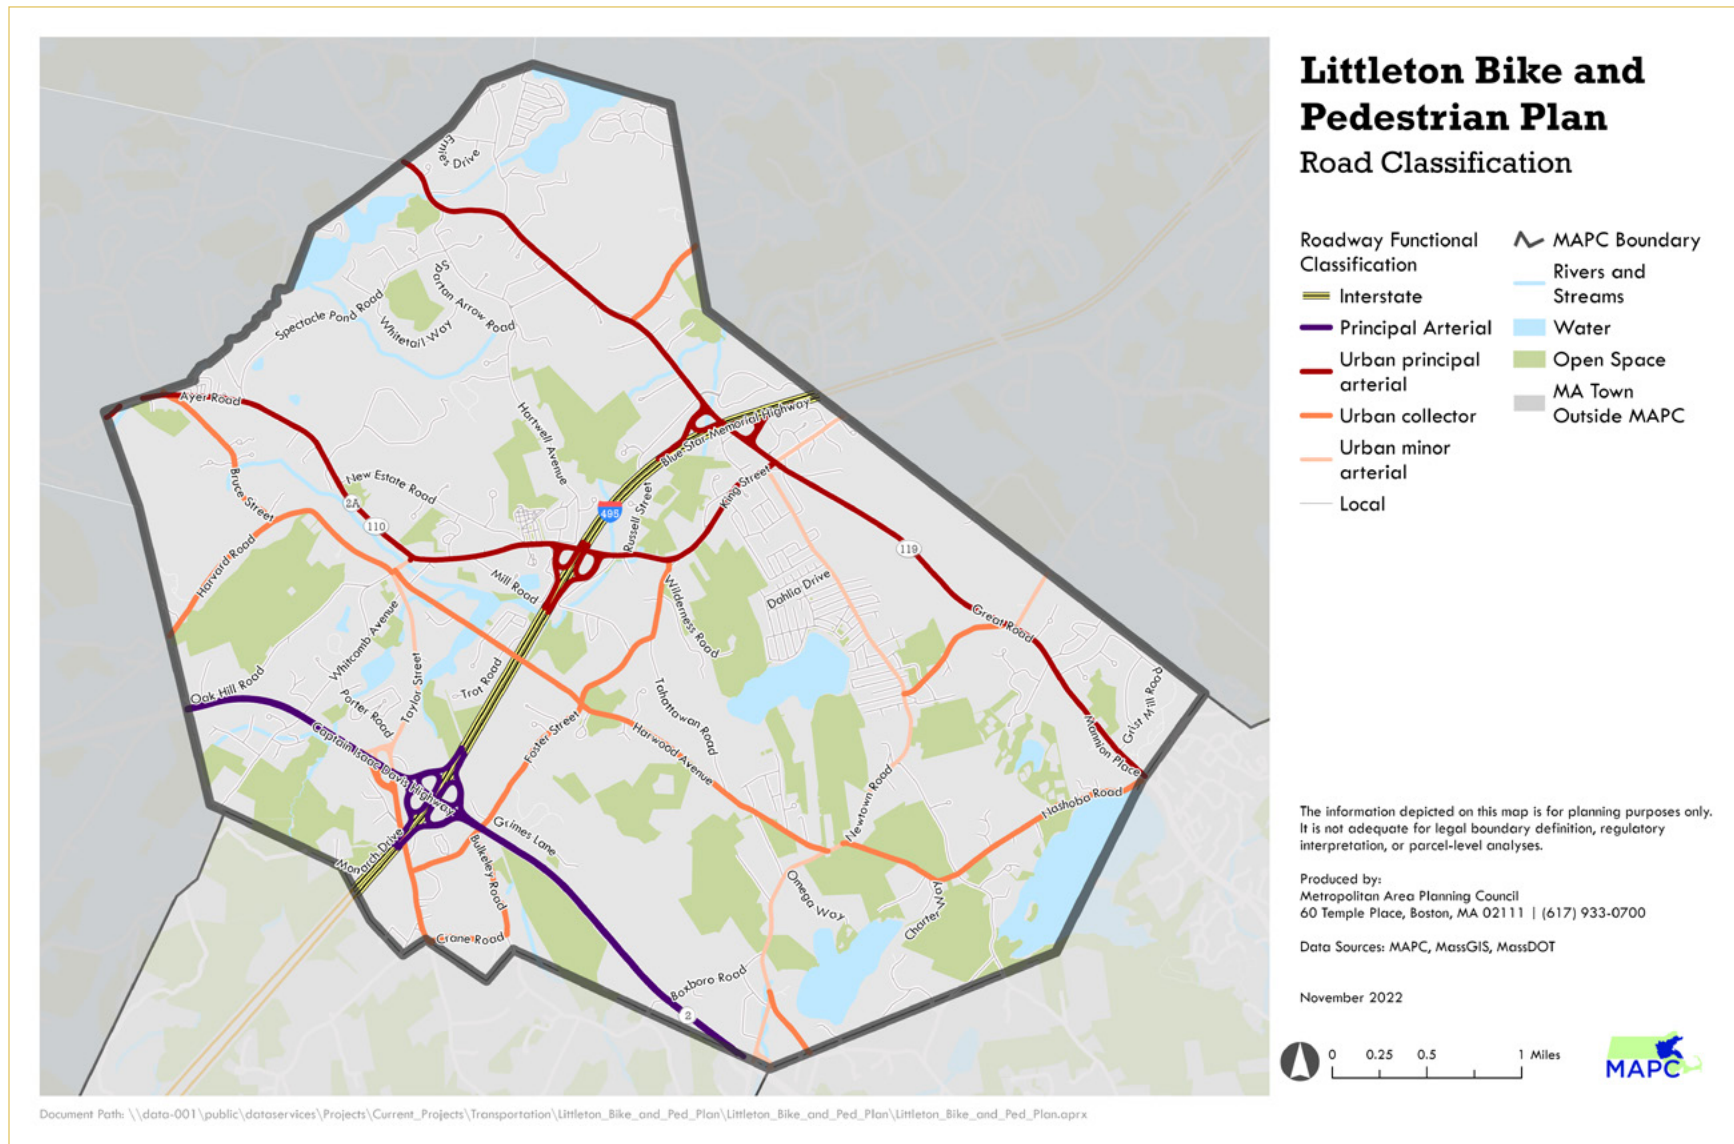 Littleton Bike and
Pedestrian Plan
Road Classification
Roadway Functional
Classification
Interstate
Principal Arterial
Urban principal
arterial
Urban collector
Urban minor
arterial
Local
MAPC Boundary
Rivers and
Streams
Water
Open Space
MA Town
Outside MAPC
Ernies Drive
Spartan Arrow Road
Spectacle Pond Road
Whitetail Way
Ayer Road
Hartwell Avenue
Blue Star Memorial Highway
New Estate Road
Bruce Street
2A
110
495
Russell Street
King Street
Harvard Road
Mill Road
119
Dahlia Drive
Wilderness Road
Great Road
Whitcomb Avenue
Taylor Street
Trot Road
Oak Hill Road
Porter Road
Tahattawan Road
Grist Mill Road
Captain Isaac Davis Highway
Foster Street
Harwood Avenue
Mannion Place
Newtown Road
Nashoba Road
Monarch Drive
Grimes Lane
Bulkeley Road
Omega Way
Charter Way
Crane Road
Boxboro Road
2
The information depicted on this map is for planning purposes only.
It is not adequate for legal boundary definition, regulatory
interpretation, or parcel-level analyses.
Produced by:
Metropolitan Area Planning Council
60 Temple Place, Boston, MA 02111 | (617) 933-0700
Data Sources: MAPC, MassGIS, MassDOT
November 2022
0 0.25 0.5 1 Miles
MAPC
Document Path: \\data-001\public\dataservices\Projects\Current_Projects\Transportation\Littleton_Bike_and_Ped_Plan\Littleton_Bike_and_Ped_Plan\Littleton_Bike_and_Ped_Plan.aprx